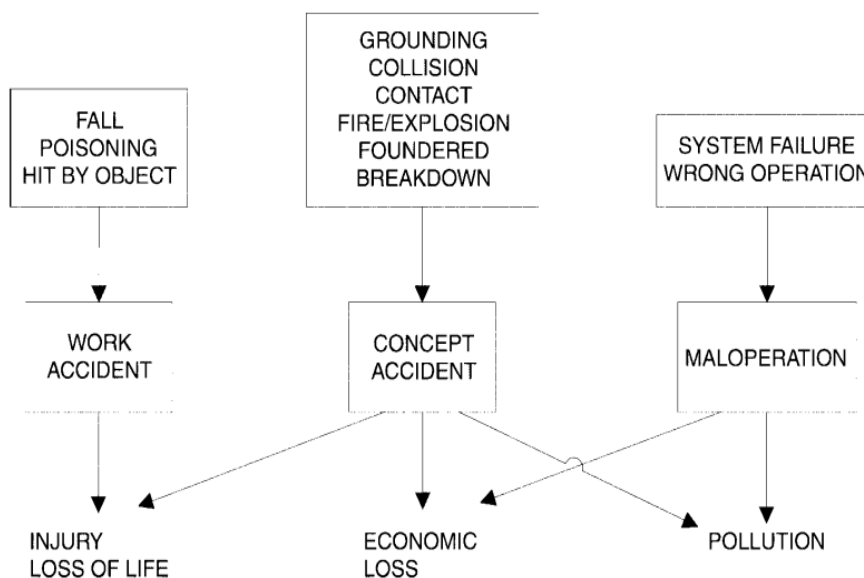 FALL
POISONING
HIT BY OBJECT
GROUNDING
COLLISION
CONTACT
FIRE/EXPLOSION
FOUNDERED
BREAKDOWN
SYSTEM FAILURE
WRONG OPERATION
WORK
ACCIDENT
CONCEPT
ACCIDENT
MALOPERATION
INJURY
LOSS OF LIFE
ECONOMIC
LOSS
POLLUTION